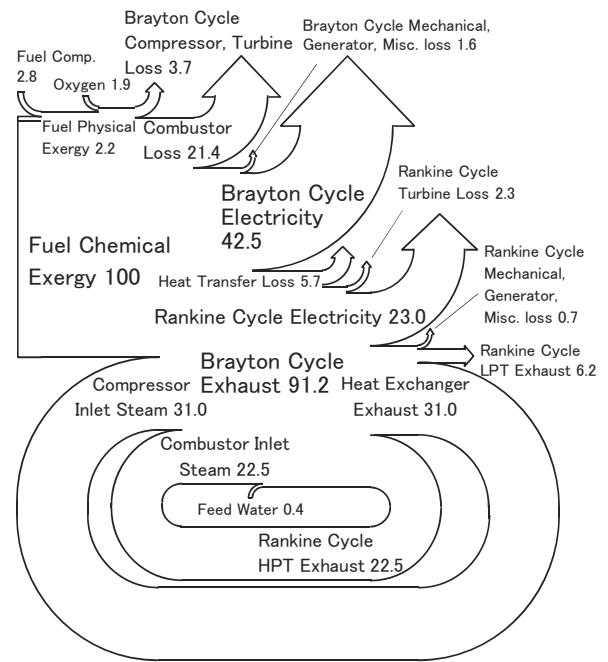 Brayton Cycle
Compressor, Turbine
Loss 3.7
Brayton Cycle Mechanical,
Generator, Misc. loss 1.6
Fuel Comp.
2.8
Oxygen 1.9
Fuel Physical
Exergy 2.2
Combustor
Loss 21.4
Rankine Cycle
Turbine Loss 2.3
Brayton Cycle
Electricity
42.5
Fuel Chemical
Exergy 100
Heat Transfer Loss 5.7
Rankine Cycle
Mechanical,
Generator,
Misc. loss 0.7
Rankine Cycle Electricity 23.0
Rankine Cycle
LPT Exhaust 6.2
Brayton Cycle
Exhaust 91.2
Compressor
Inlet Steam 31.0
Heat Exchanger
Exhaust 31.0
Combustor Inlet
Steam 22.5
Feed Water 0.4
Rankine Cycle
HPT Exhaust 22.5